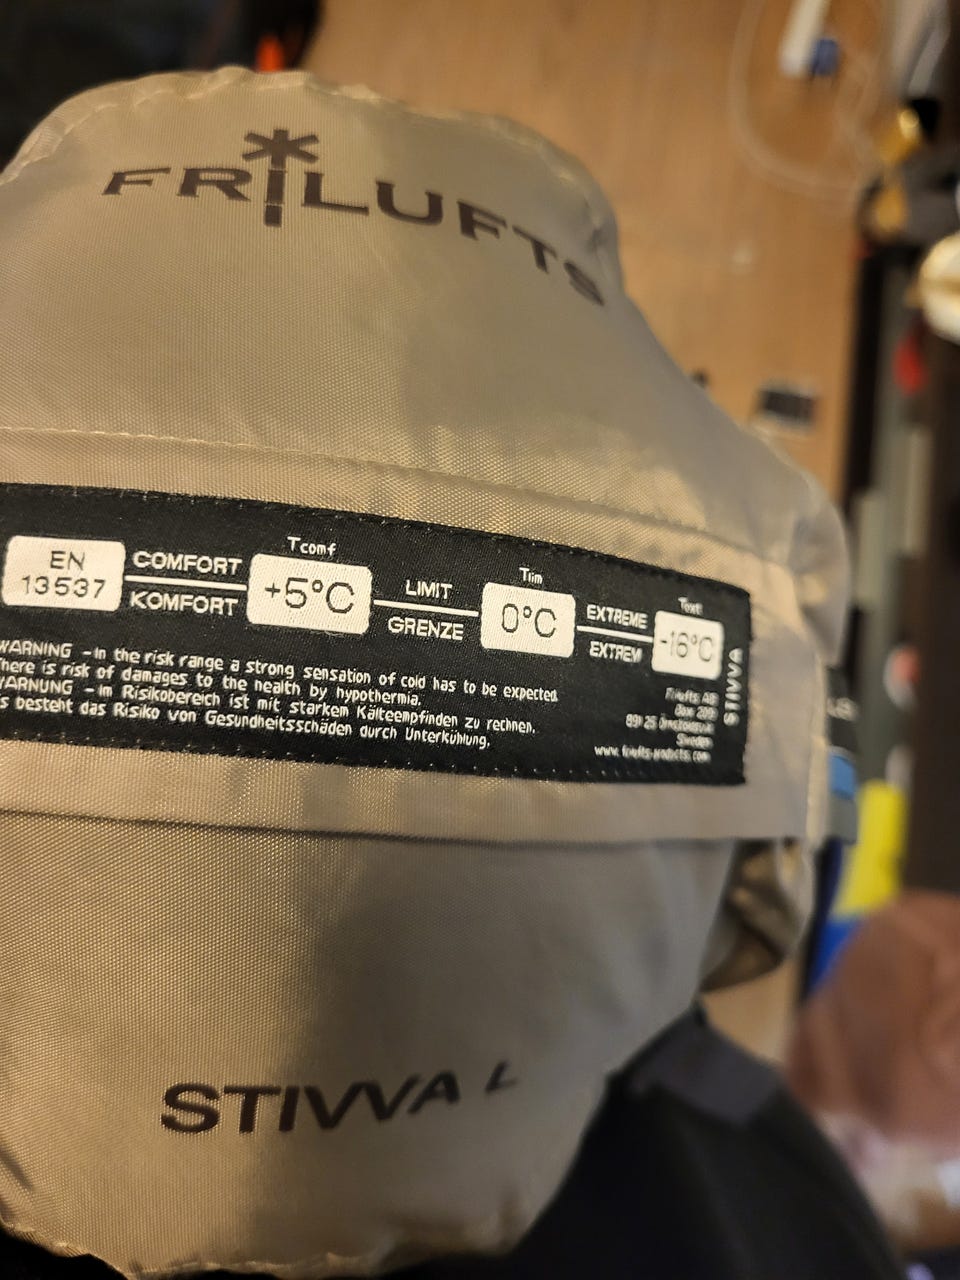 FRILUFTS
EN
13537
COMFORT
KOMFORT
Tcomf
+5°C
LIMIT
GRENZE
Tlim
0°C
EXTREME
EXTREM
Text
-16°C
WARNING - In the risk range a strong sensation of cold has to be expected.
There is risk of damages to the health by hypothermia.
WARNUNG - im Risikobereich ist mit starkem Kälteempfinden zu rechnen.
s besteht das Risiko von Gesundheitsschäden durch Unterkühlung.
Frilufts AB
Box 209
Sweden
STIVVA
STIVVA L